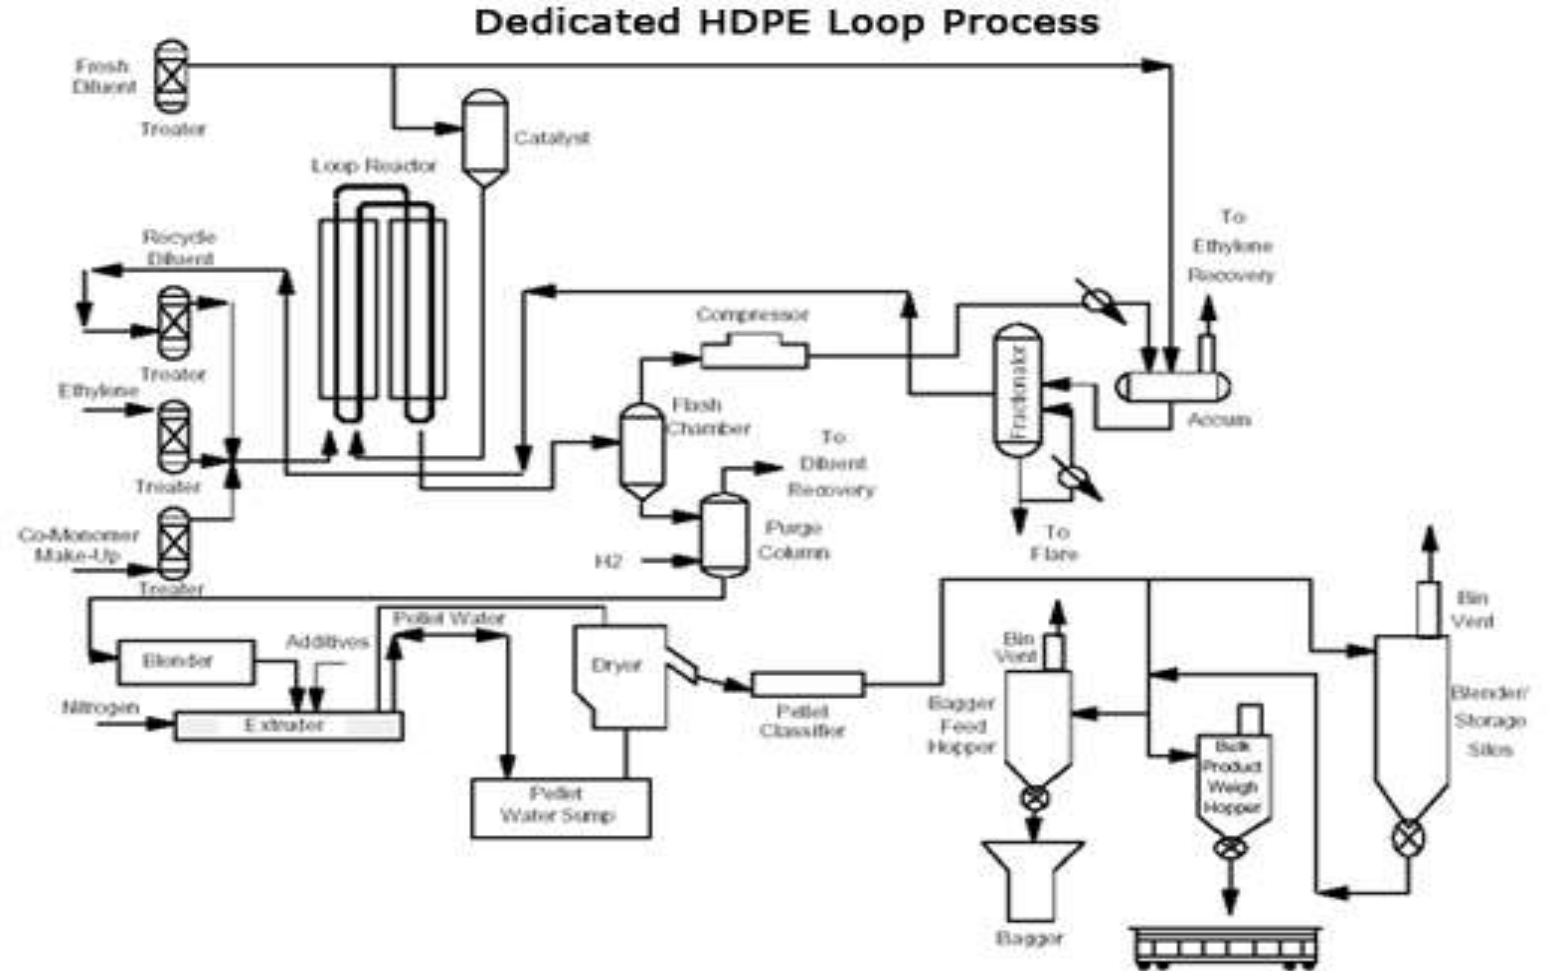 Dedicated HDPE Loop Process
Fresh
Diluent
Treater
Catalyst
Loop Reactor
To
Ethylene
Recovery
Recycle
Diluent
Treater
Compressor
Fractionator
Accum
Ethylene
Flash
Chamber
Treater
To
Diluent
Recovery
Co-Monomer
Make-Up
Treater
H2
Purge
Column
To
Flare
Pellet Water
Additives
Blender
Nitrogen
Extruder
Dryer
Pellet
Water Sump
Pellet
Classifier
Bin
Vent
Bagger
Feed
Hopper
Bulk
Product
Weigh
Hopper
Bin
Vent
Blender/
Storage
Silos
Bagger